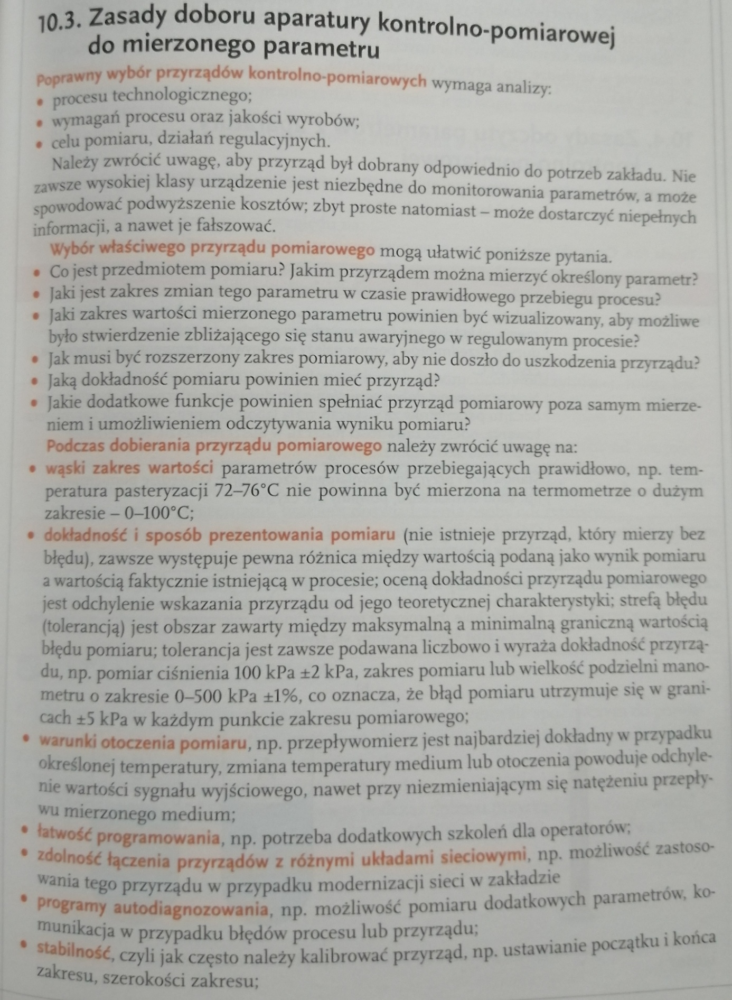 10.3. Zasady doboru aparatury kontrolno-pomiarowej
do mierzonego parametru
Poprawny wybór przyrządów kontrolno-pomiarowych wymaga analizy:
• procesu technologicznego;
• wymagań procesu oraz jakości wyrobów;
• celu pomiaru, działań regulacyjnych.
Należy zwrócić uwagę, aby przyrząd był dobrany odpowiednio do potrzeb zakładu. Nie
zawsze wysokiej klasy urządzenie jest niezbędne do monitorowania parametrów, a może
spowodować podwyższenie kosztów; zbyt proste natomiast – może dostarczyć niepełnych
informacji, a nawet je fałszować.
Wybór właściwego przyrządu pomiarowego mogą ułatwić poniższe pytania.
• Co jest przedmiotem pomiaru? Jakim przyrządem można mierzyć określony parametr?
• Jaki jest zakres zmian tego parametru w czasie prawidłowego przebiegu procesu?
• Jaki zakres wartości mierzonego parametru powinien być wizualizowany, aby możliwe
było stwierdzenie zbliżającego się stanu awaryjnego w regulowanym procesie?
• Jak musi być rozszerzony zakres pomiarowy, aby nie doszło do uszkodzenia przyrządu?
• Jaką dokładność pomiaru powinien mieć przyrząd?
• Jakie dodatkowe funkcje powinien spełniać przyrząd pomiarowy poza samym mierze-
niem i umożliwieniem odczytywania wyniku pomiaru?
Podczas dobierania przyrządu pomiarowego należy zwrócić uwagę na:
• wąski zakres wartości parametrów procesów przebiegających prawidłowo, np. tem-
peratura pasteryzacji 72–76°C nie powinna być mierzona na termometrze o dużym
zakresie – 0–100°C;
• dokładność i sposób prezentowania pomiaru (nie istnieje przyrząd, który mierzy bez
błędu), zawsze występuje pewna różnica między wartością podaną jako wynik pomiaru
a wartością faktycznie istniejącą w procesie; oceną dokładności przyrządu pomiarowego
jest odchylenie wskazania przyrządu od jego teoretycznej charakterystyki; strefą błędu
(tolerancją) jest obszar zawarty między maksymalną a minimalną graniczną wartością
błędu pomiaru; tolerancja jest zawsze podawana liczbowo i wyraża dokładność przyrzą-
du, np. pomiar ciśnienia 100 kPa ±2 kPa, zakres pomiaru lub wielkość podzielni mano-
metru o zakresie 0–500 kPa ±1%, co oznacza, że błąd pomiaru utrzymuje się w grani-
cach ±5 kPa w każdym punkcie zakresu pomiarowego;
• warunki otoczenia pomiaru, np. przepływomierz jest najbardziej dokładny w przypadku
określonej temperatury, zmiana temperatury medium lub otoczenia powoduje odchyle-
nie wartości sygnału wyjściowego, nawet przy niezmieniającym się natężeniu przepły-
wu mierzonego medium;
• łatwość programowania, np. potrzeba dodatkowych szkoleń dla operatorów;
• zdolność łączenia przyrządów z różnymi układami sieciowymi, np. możliwość zastoso-
wania tego przyrządu w przypadku modernizacji sieci w zakładzie
• programy autodiagnozowania, np. możliwość pomiaru dodatkowych parametrów, ko-
munikacja w przypadku błędów procesu lub przyrządu;
• stabilność, czyli jak często należy kalibrować przyrząd, np. ustawianie początku i końca
zakresu, szerokości zakresu;